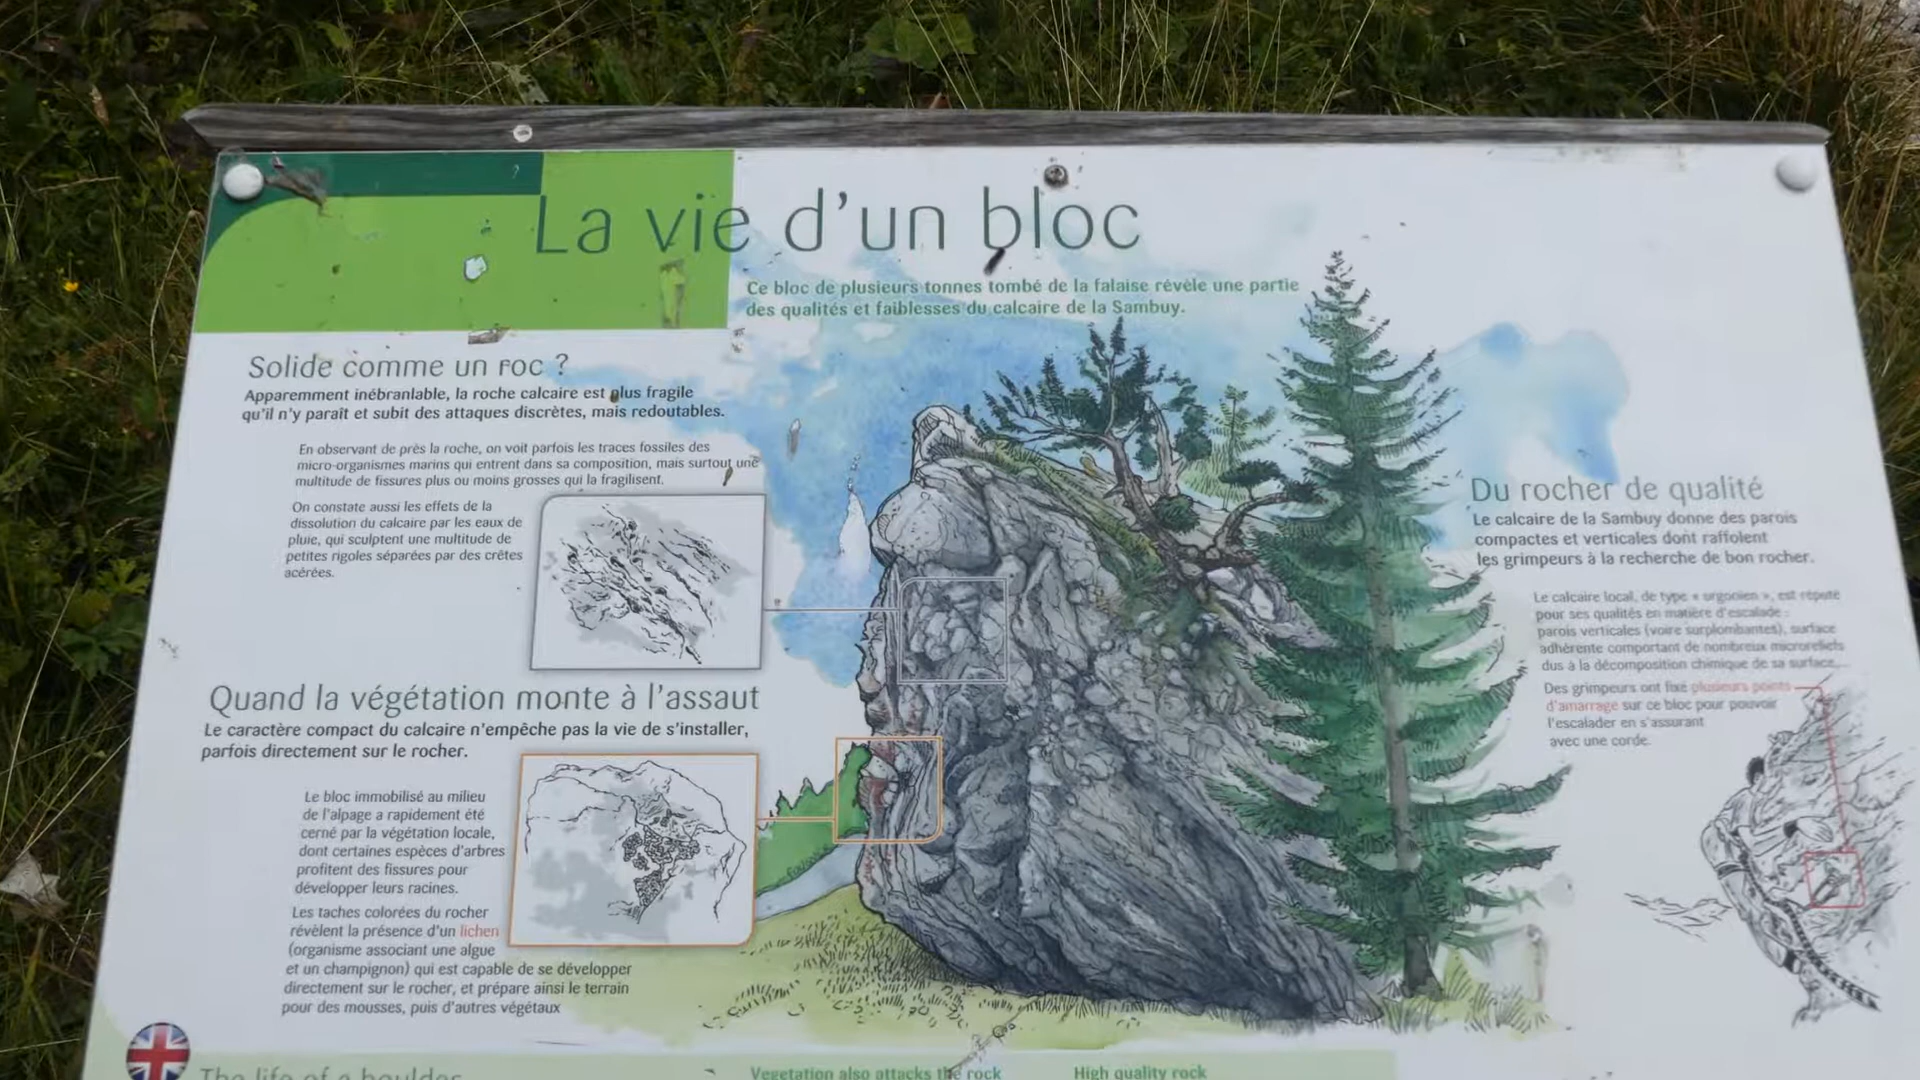 La vie d'un bloc
Ce bloc de plusieurs tonnes tombé de la falaise révèle une partie
des qualités et faiblesses du calcaire de la Sambuy.
Solide comme un roc ?
Apparemment inébranlable, la roche calcaire est plus fragile
qu'il n'y paraît et subit des attaques discrètes, mais redoutables.
En observant de près la roche, on voit parfois les traces fossiles des
micro-organismes marins qui entrent dans sa composition, mais surtout une
multitude de fissures plus ou moins grosses qui la fragilisent.
On constate aussi les effets de la
dissolution du calcaire par les eaux de
pluie, qui sculptent une multitude de
petites rigoles séparées par des crêtes
acérées.
Quand la végétation monte à l'assaut
Le caractère compact du calcaire n'empêche pas la vie de s'installer,
parfois directement sur le rocher.
Le bloc immobilisé au milieu
de l'alpage a rapidement été
cerné par la végétation locale,
dont certaines espèces d'arbres
profitent des fissures pour
développer leurs racines.
Les taches colorées du rocher
révèlent la présence d'un lichen
(organisme associant une algue
et un champignon) qui est capable de se développer
directement sur le rocher, et prépare ainsi le terrain
pour des mousses, puis d'autres végétaux
Du rocher de qualité
Le calcaire de la Sambuy donne des parois
compactes et verticales dont raffolent
les grimpeurs à la recherche de bon rocher.
Le calcaire local, de type « urgonien », est réputé
pour ses qualités en matière d'escalade :
parois verticales (voire surplombantes), surface
adhérente comportant de nombreux microreliefs
dus à la décomposition chimique de sa surface...
Des grimpeurs ont fixé plusieurs points
d'amarrage sur ce bloc pour pouvoir
l'escalader en s'assurant
avec une corde.
The life of a boulder
Vegetation also attacks the rock
High quality rock